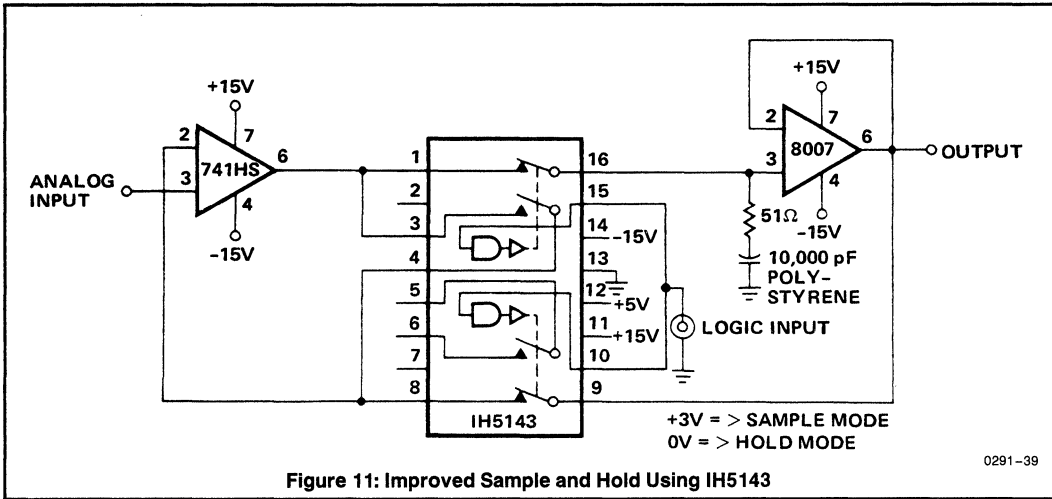 +15V
2
7
741HS
6
ANALOG
INPUT
3
4
-15V
1
2
3
4
5
6
7
8
16
15
14
-15V
13
12
+5V
11
+15V
10
9
IH5143
+15V
2
7
8007
6
OUTPUT
3
4
-15V
51Ω
10,000 pF
POLY-
STYRENE
LOGIC INPUT
+3V = > SAMPLE MODE
0V = > HOLD MODE
0291-39
Figure 11: Improved Sample and Hold Using IH5143